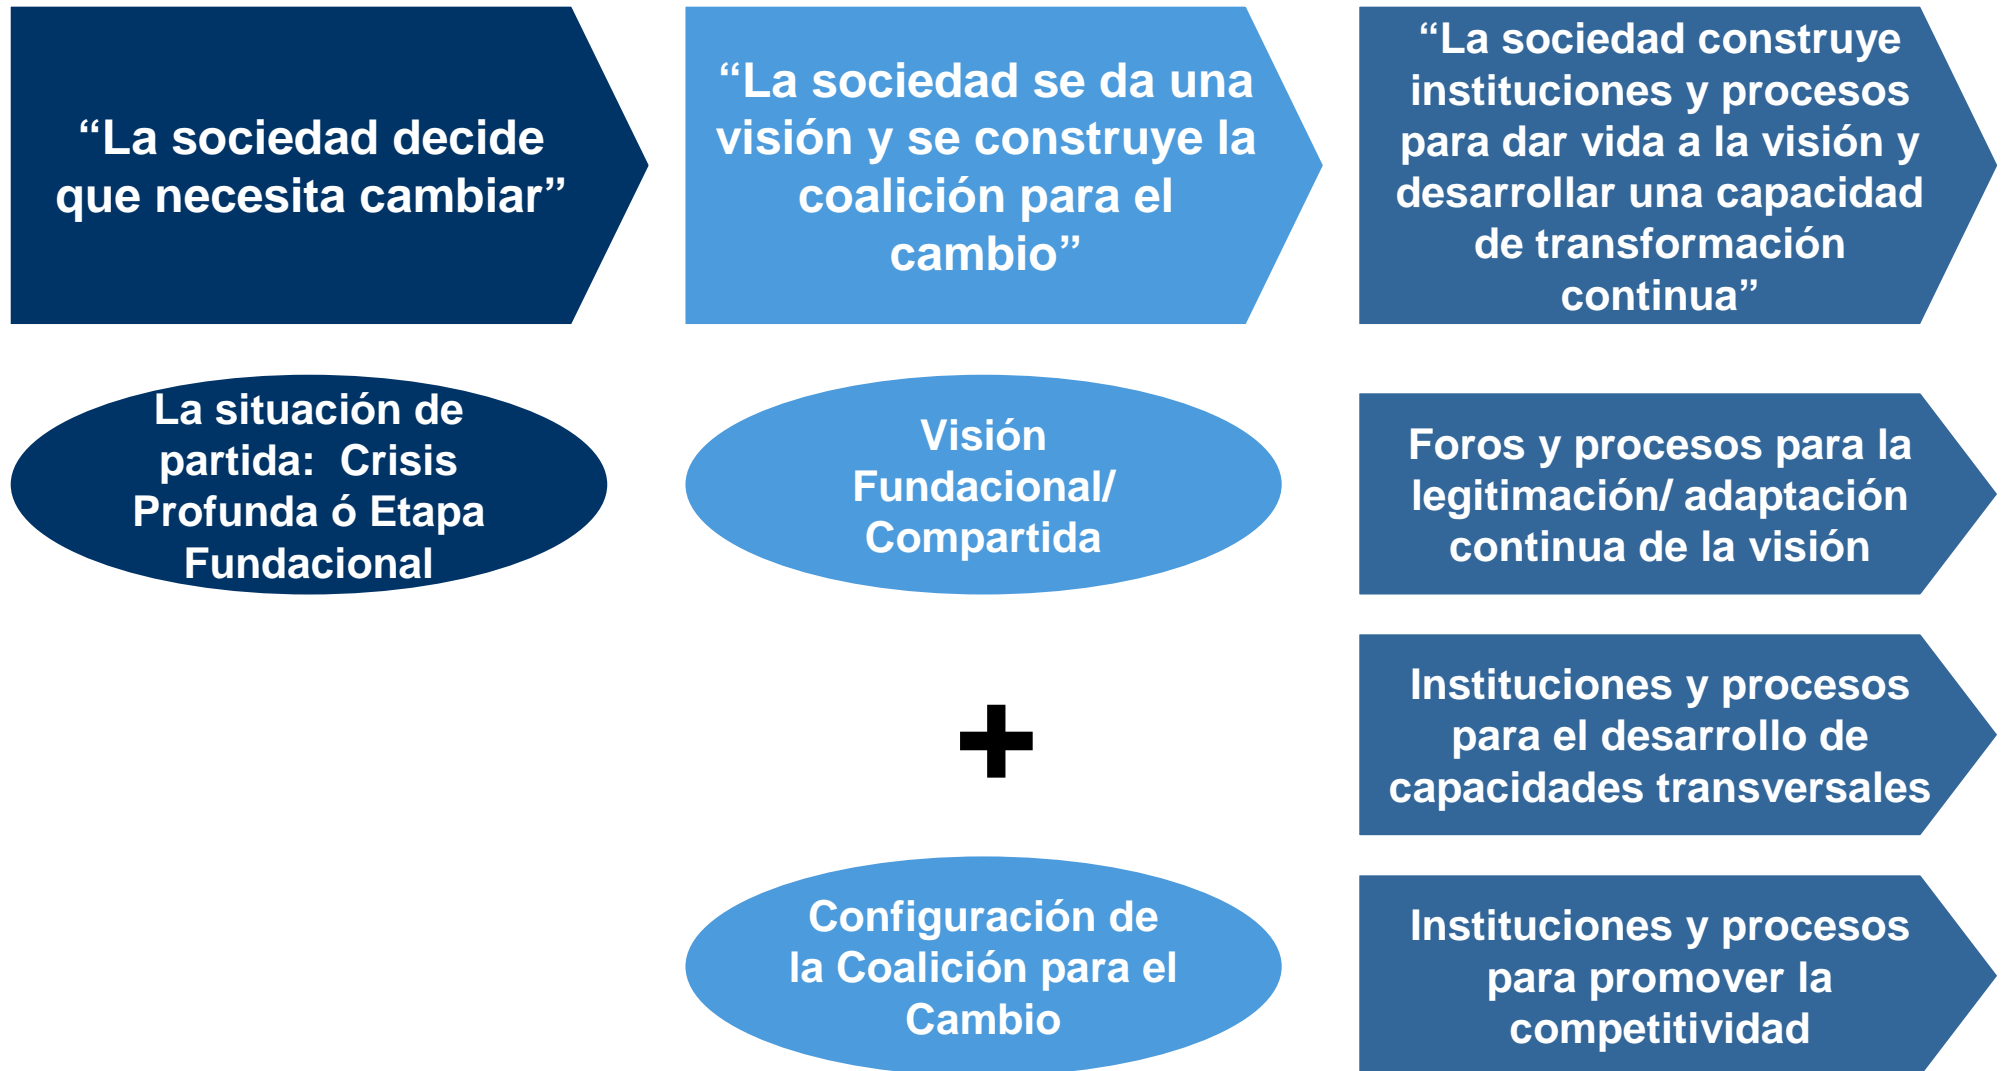 “La sociedad decide
que necesita cambiar”
“La sociedad se da una
visión y se construye la
coalición para el
cambio”
“La sociedad construye
instituciones y procesos
para dar vida a la visión y
desarrollar una capacidad
de transformación
continua”
La situación de
partida:  Crisis
Profunda ó Etapa
Fundacional
Visión
Fundacional/
Compartida
+
Configuración de
la Coalición para el
Cambio
Foros y procesos para la
legitimación/ adaptación
continua de la visión
Instituciones y procesos
para el desarrollo de
capacidades transversales
Instituciones y procesos
para promover la
competitividad